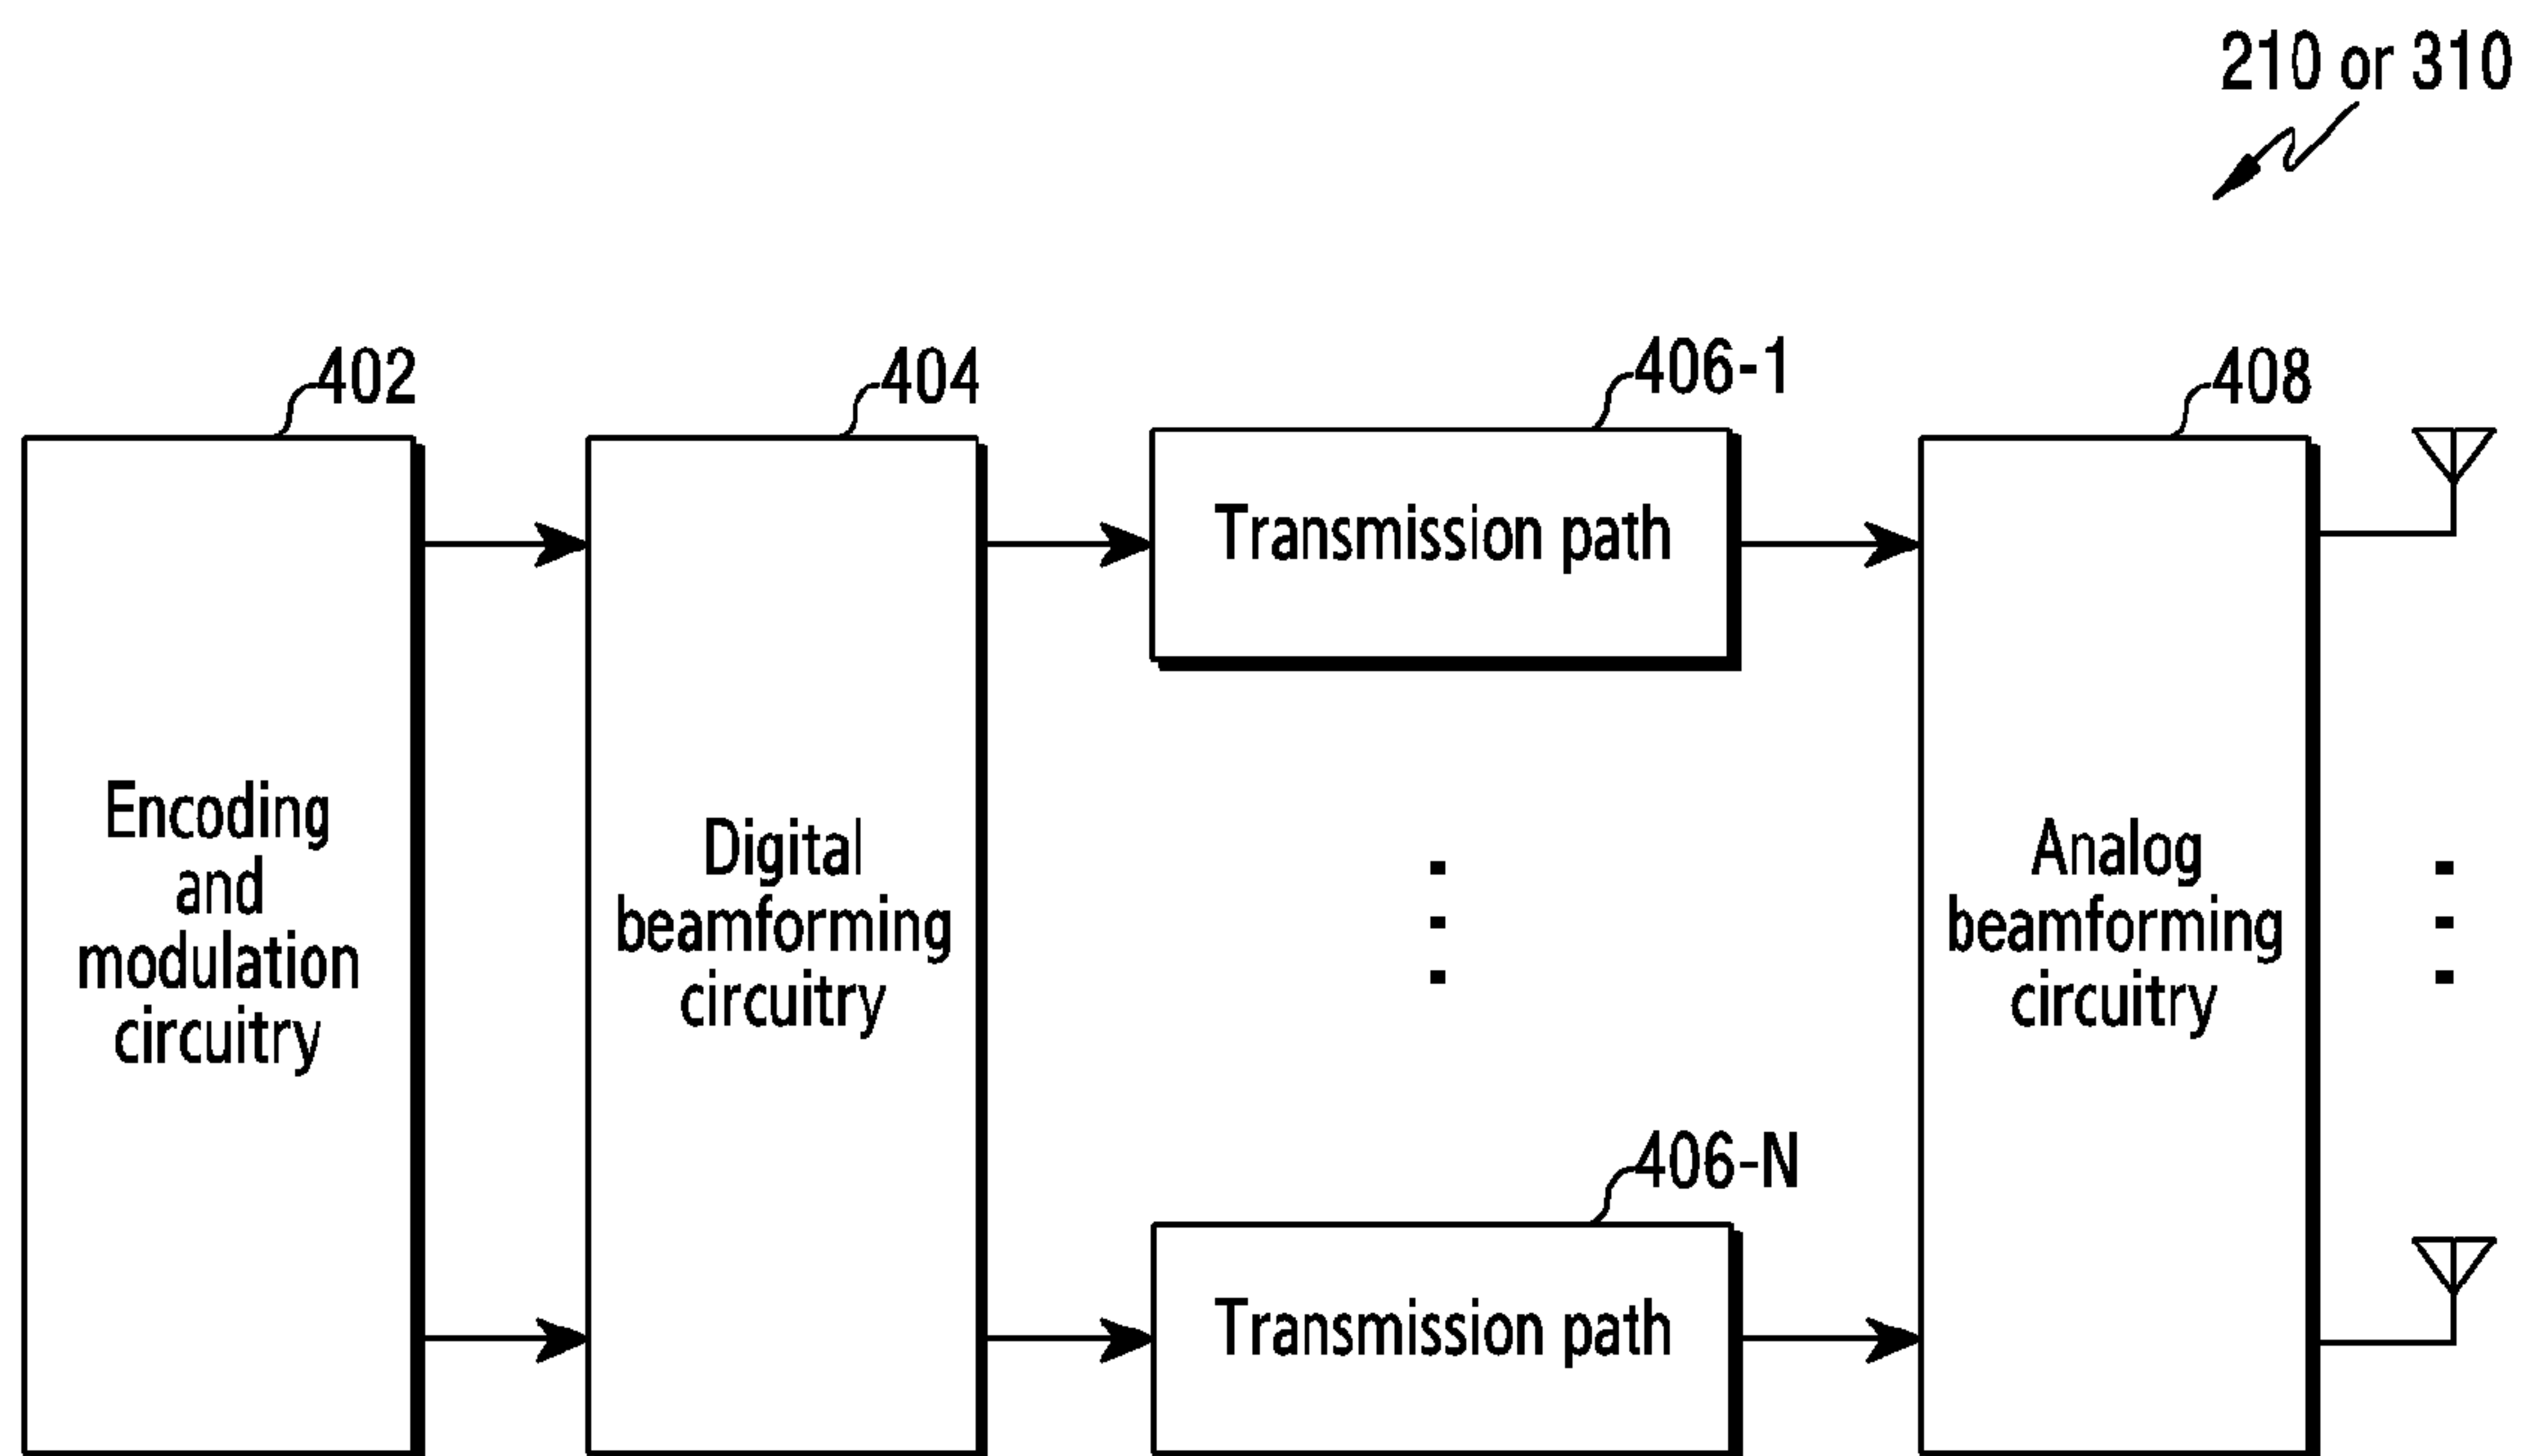 210 or 310
402
404
406-1
408
Transmission path
Encoding
and
modulation
circuitry
Digital
beamforming
circuitry
Analog
beamforming
circuitry
406-N
Transmission path